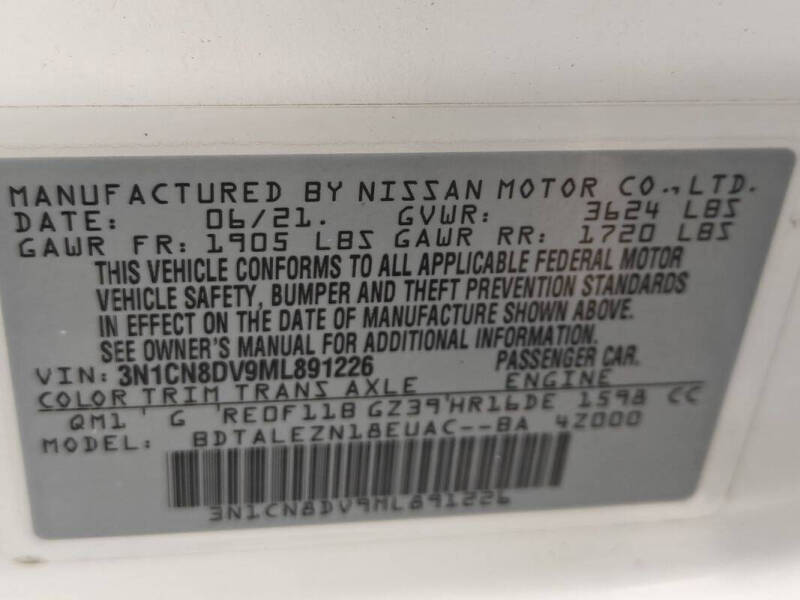 MANUFACTURED BY NISSAN MOTOR CO., LTD.
DATE: 06/21. GVWR: 3624 LBS
GAWR FR: 1905 LBS GAWR RR: 1720 LBS
THIS VEHICLE CONFORMS TO ALL APPLICABLE FEDERAL MOTOR
VEHICLE SAFETY, BUMPER AND THEFT PREVENTION STANDARDS
IN EFFECT ON THE DATE OF MANUFACTURE SHOWN ABOVE.
SEE OWNER'S MANUAL FOR ADDITIONAL INFORMATION.
VIN: 3N1CN8DV9ML891226 PASSENGER CAR.
COLOR TRIM TRANS AXLE ENGINE
QM1 ' G ' RE0F11B GZ39'HR16DE 1598 CC
MODEL: BDTALEZN18EUAC--BA 4Z000
3N1CN8DV9ML891226